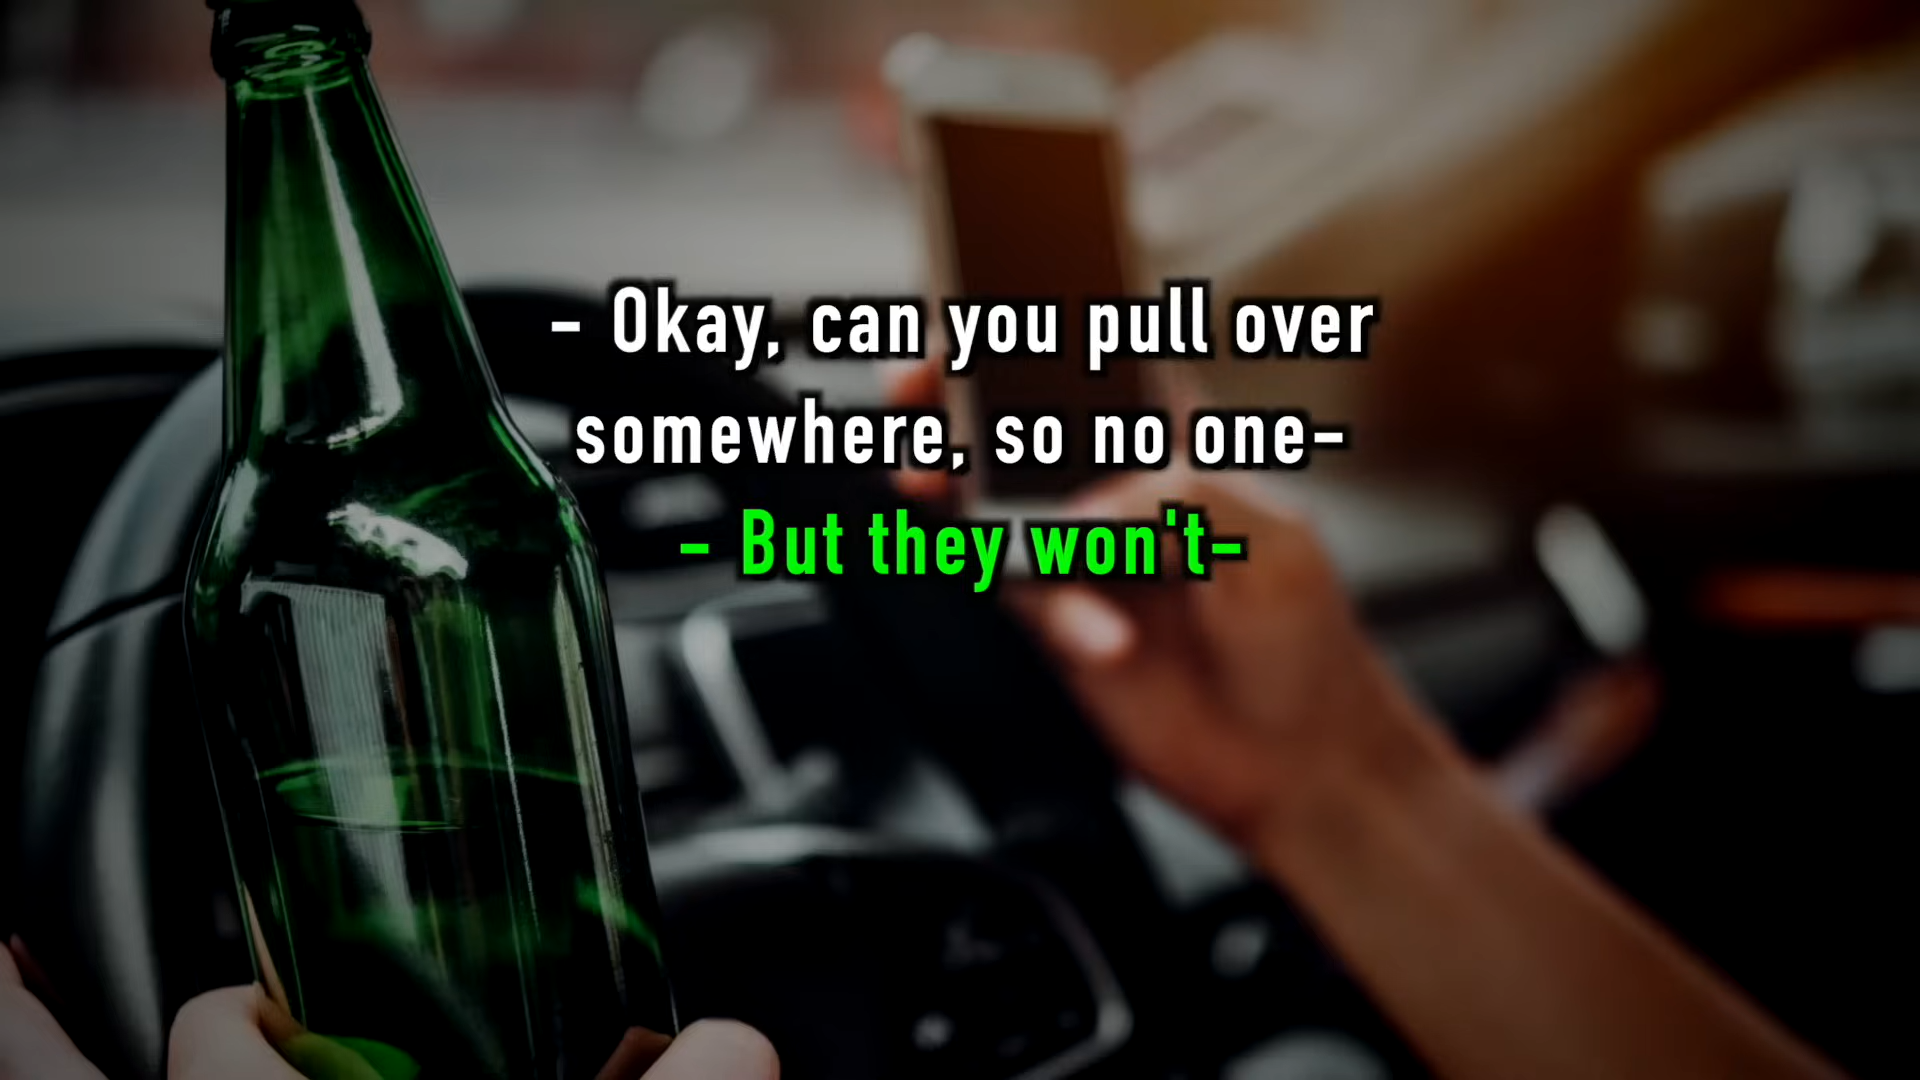 - Okay, can you pull over
somewhere, so no one-
- But they won't-